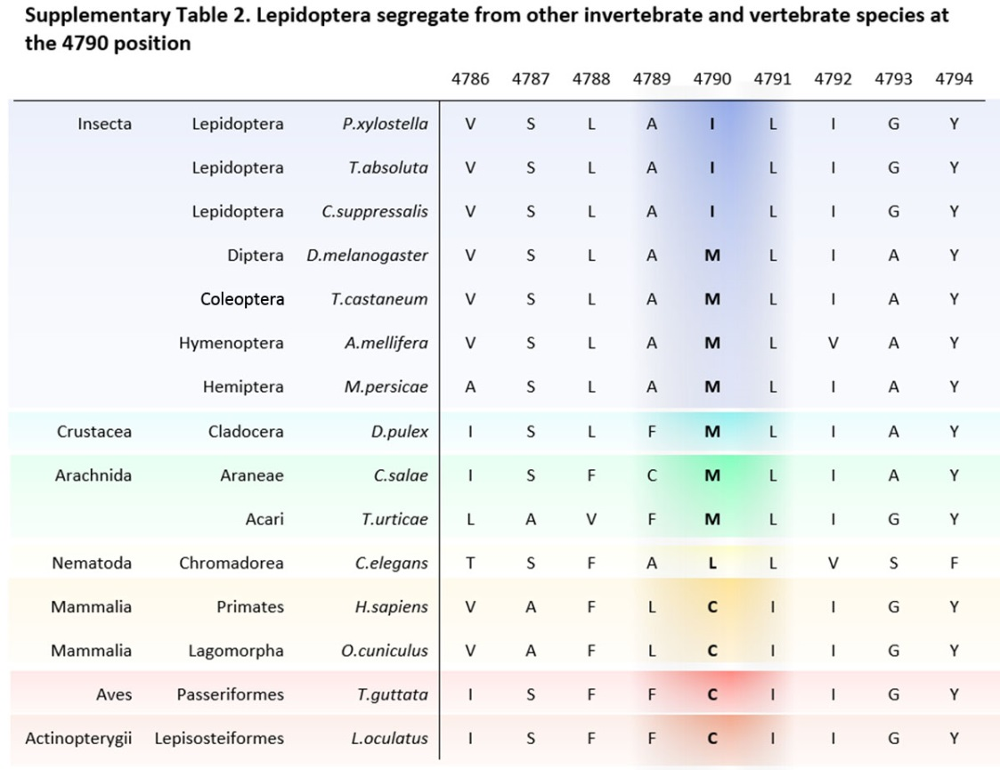 Supplementary Table 2. Lepidoptera segregate from other invertebrate and vertebrate species at
the 4790 position
4786 4787 4788 4789 4790 4791 4792 4793 4794
Insecta Lepidoptera P.xylostella V S L A I L I G Y
Lepidoptera T.absoluta V S L A I L I G Y
Lepidoptera C.suppressalis V S L A I L I G Y
Diptera D.melanogaster V S L A M L I A Y
Coleoptera T.castaneum V S L A M L I A Y
Hymenoptera A.mellifera V S L A M L V A Y
Hemiptera M.persicae A S L A M L I A Y
Crustacea Cladocera D.pulex I S L F M L I A Y
Arachnida Araneae C.salae I S F C M L I A Y
Acari T.urticae L A V F M L I G Y
Nematoda Chromadorea C.elegans T S F A L L V S F
Mammalia Primates H.sapiens V A F L C I I G Y
Mammalia Lagomorpha O.cuniculus V A F L C I I G Y
Aves Passeriformes T.guttata I S F F C I I G Y
Actinopterygii Lepisosteiformes L.oculatus I S F F C I I G Y